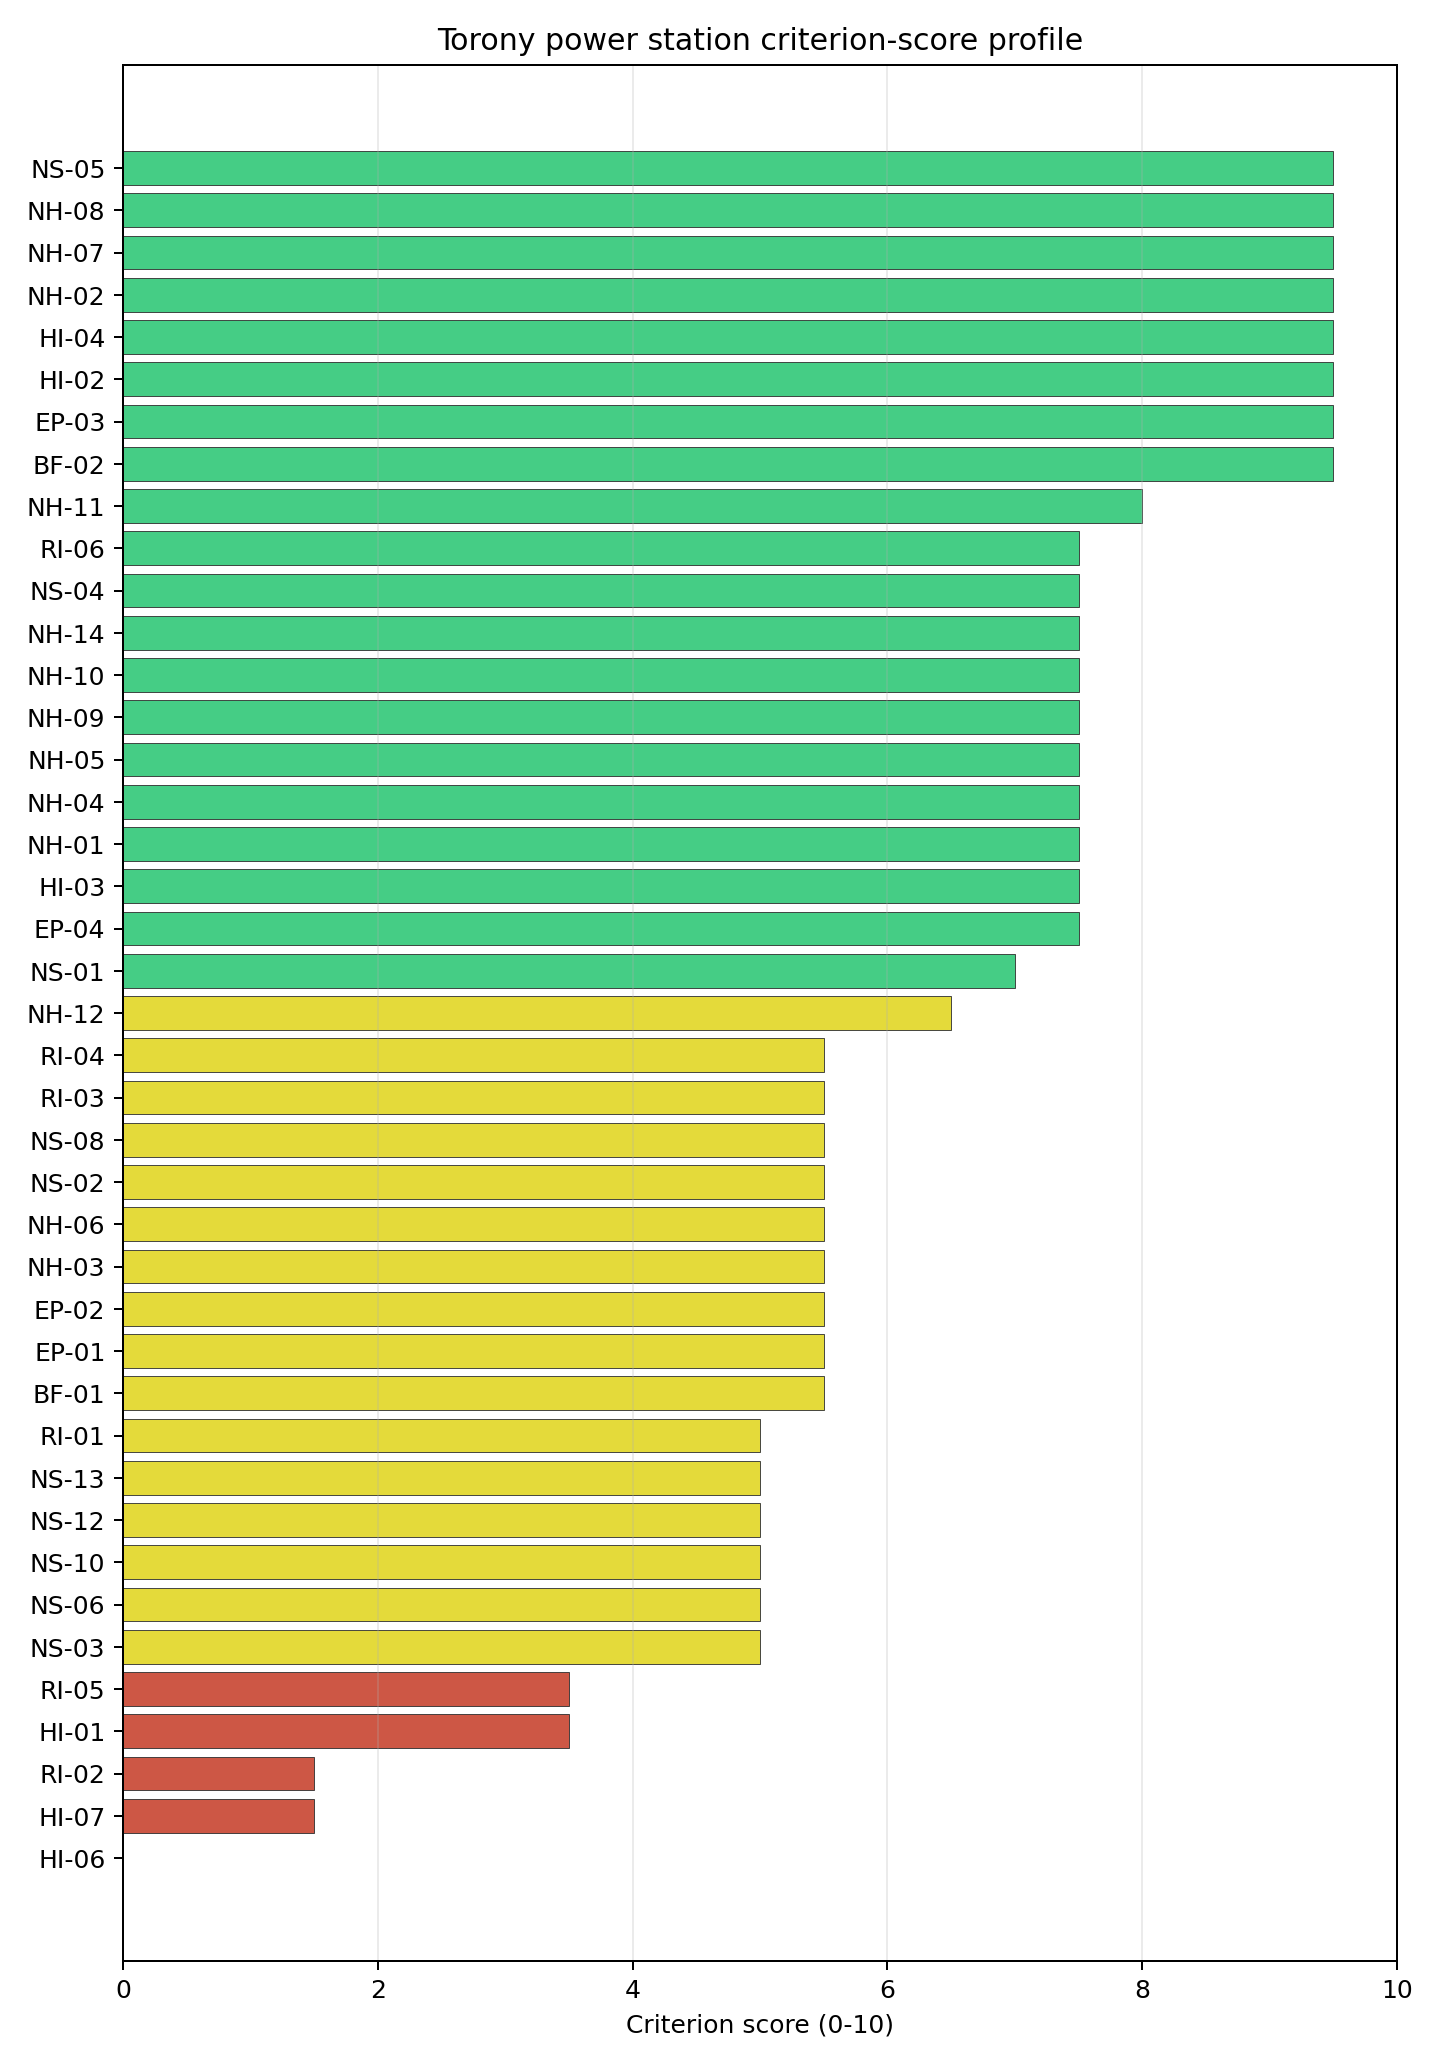 Torony power station criterion-score profile
NS-05
NH-08
NH-07
NH-02
HI-04
HI-02
EP-03
BF-02
NH-11
RI-06
NS-04
NH-14
NH-10
NH-09
NH-05
NH-04
NH-01
HI-03
EP-04
NS-01
NH-12
RI-04
RI-03
NS-08
NS-02
NH-06
NH-03
EP-02
EP-01
BF-01
RI-01
NS-13
NS-12
NS-10
NS-06
NS-03
RI-05
HI-01
RI-02
HI-07
HI-06
0 2 4 6 8 10
Criterion score (0-10)